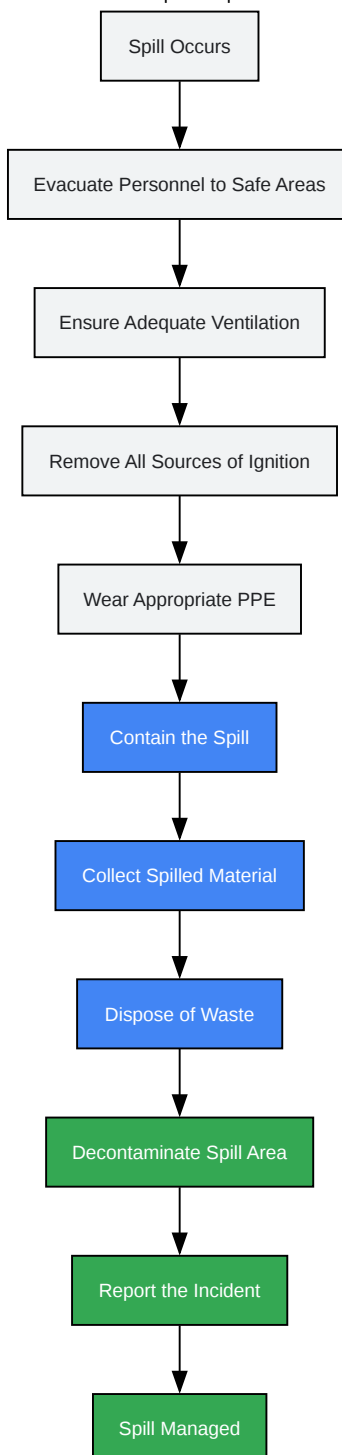 Spill Occurs
Evacuate Personnel to Safe Areas
Ensure Adequate Ventilation
Remove All Sources of Ignition
Wear Appropriate PPE
Contain the Spill
Collect Spilled Material
Dispose of Waste
Decontaminate Spill Area
Report the Incident
Spill Managed